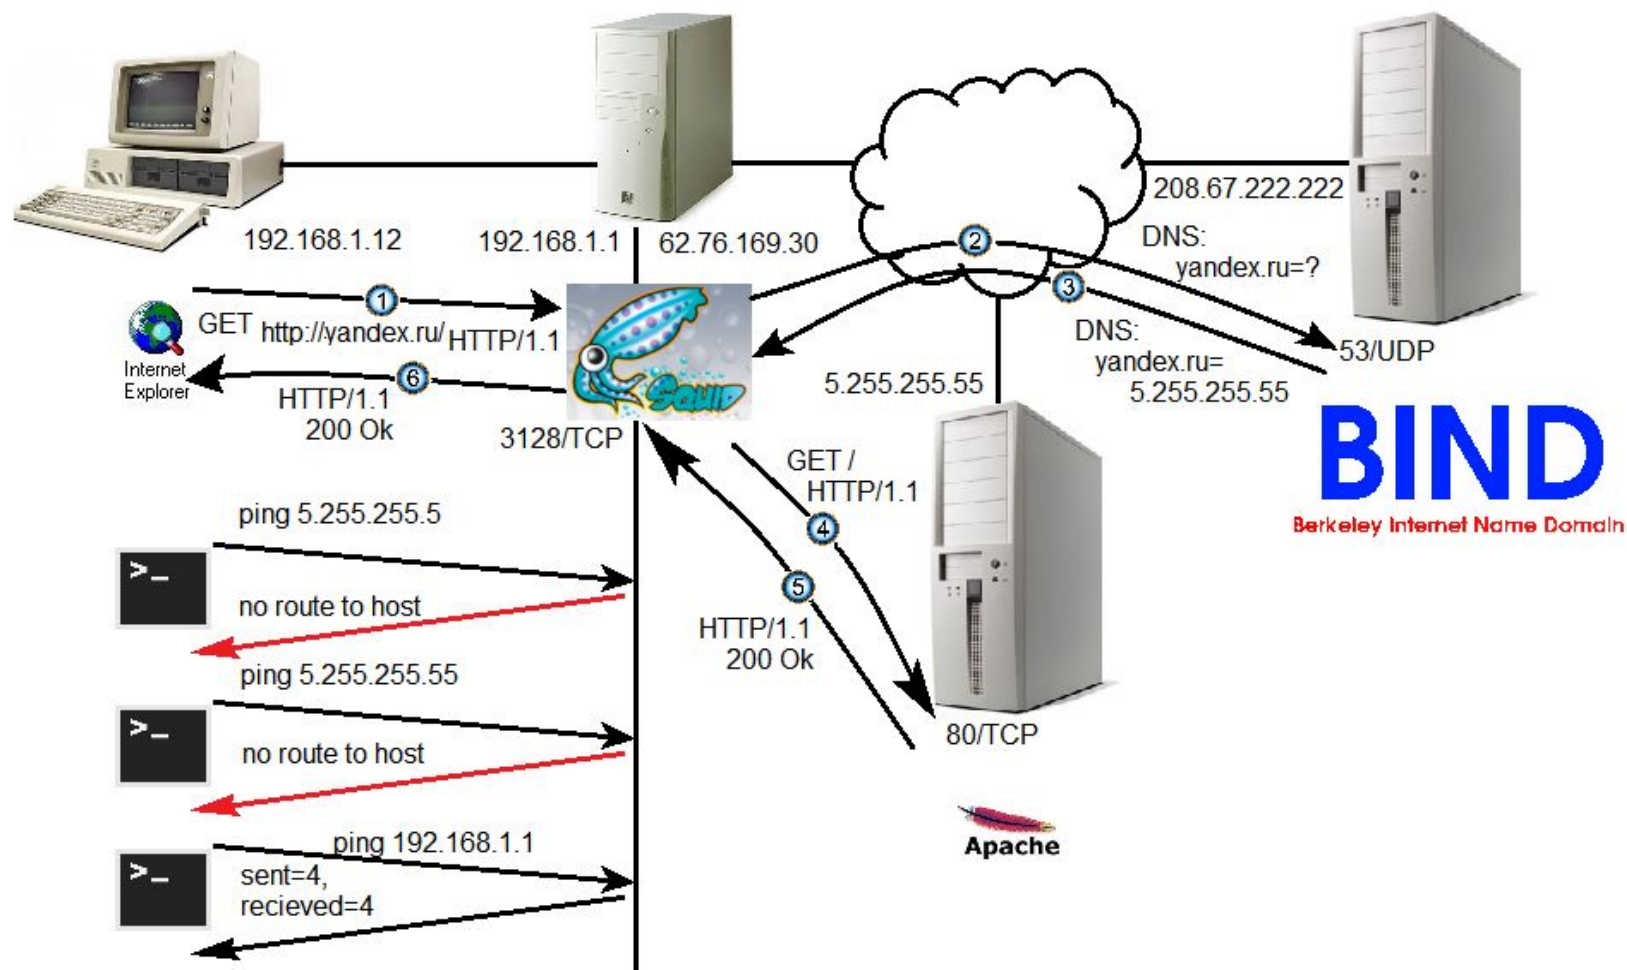 208.67.222.222
192.168.1.12
192.168.1.1
62.76.169.30
2
DNS:
yandex.ru=?
1
3
GET http://yandex.ru/ HTTP/1.1
DNS:
yandex.ru=
5.255.255.55
53/UDP
Internet
Explorer
6
SQUID
5.255.255.55
HTTP/1.1
200 Ok
3128/TCP
GET /
HTTP/1.1
BIND
Berkeley Internet Name Domain
4
ping 5.255.255.5
>_
no route to host
5
HTTP/1.1
200 Ok
ping 5.255.255.55
>_
no route to host
80/TCP
Apache
ping 192.168.1.1
>_
sent=4,
recieved=4